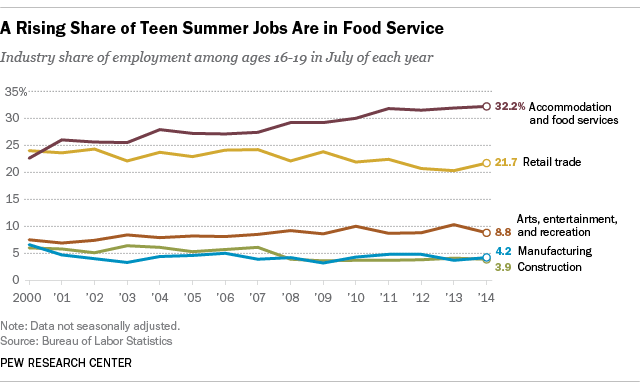 A Rising Share of Teen Summer Jobs Are in Food Service
Industry share of employment among ages 16-19 in July of each year
35%
30
25
20
15
10
5
0
2000 '01 '02 '03 '04 '05 '06 '07 '08 '09 '10 '11 '12 '13 '14
32.2% Accommodation
and food services
21.7 Retail trade
Arts, entertainment,
8.8 and recreation
4.2 Manufacturing
3.9 Construction
Note: Data not seasonally adjusted.
Source: Bureau of Labor Statistics
PEW RESEARCH CENTER